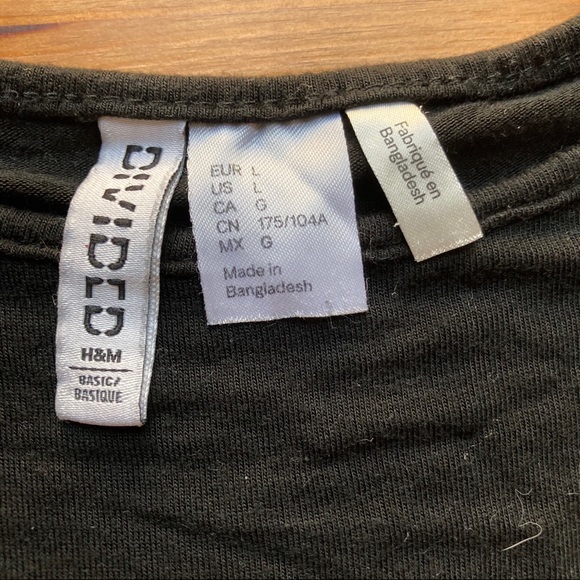 DIVIDED
H&M
BASIC/
BASIQUE
EUR L
US L
CA G
CN 175/104A
MX G
Made in
Bangladesh
Fabriqué en
Bangladesh